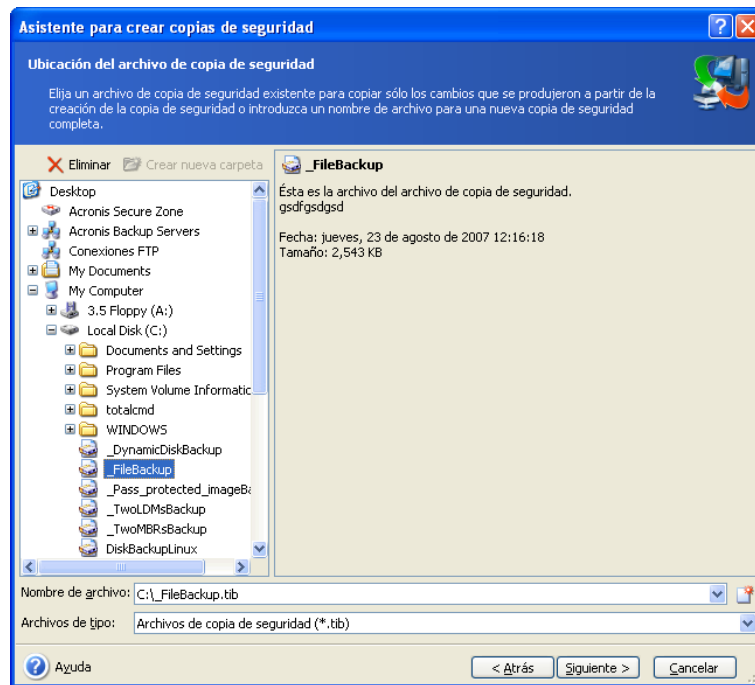 Asistente para crear copias de seguridad
Ubicación del archivo de copia de seguridad
Elija un archivo de copia de seguridad existente para copiar sólo los cambios que se produjeron a partir de la
creación de la copia de seguridad o introduzca un nombre de archivo para una nueva copia de seguridad
completa.
Eliminar Crear nueva carpeta
Desktop
Acronis Secure Zone
Acronis Backup Servers
Conexiones FTP
My Documents
My Computer
3.5 Floppy (A:)
Local Disk (C:)
Documents and Settings
Program Files
System Volume Informatic
totalcmd
WINDOWS
_DynamicDiskBackup
_FileBackup
_Pass_protected_imageBa
_TwoLDMsBackup
_TwoMBRsBackup
DiskBackupLinux
_FileBackup
Ésta es la archivo del archivo de copia de seguridad.
gsdfgsdgsd
Fecha: jueves, 23 de agosto de 2007 12:16:18
Tamaño: 2,543 KB
Nombre de archivo: C:\_FileBackup.tib
Archivos de tipo: Archivos de copia de seguridad (*.tib)
Ayuda
< Atrás Siguiente > Cancelar